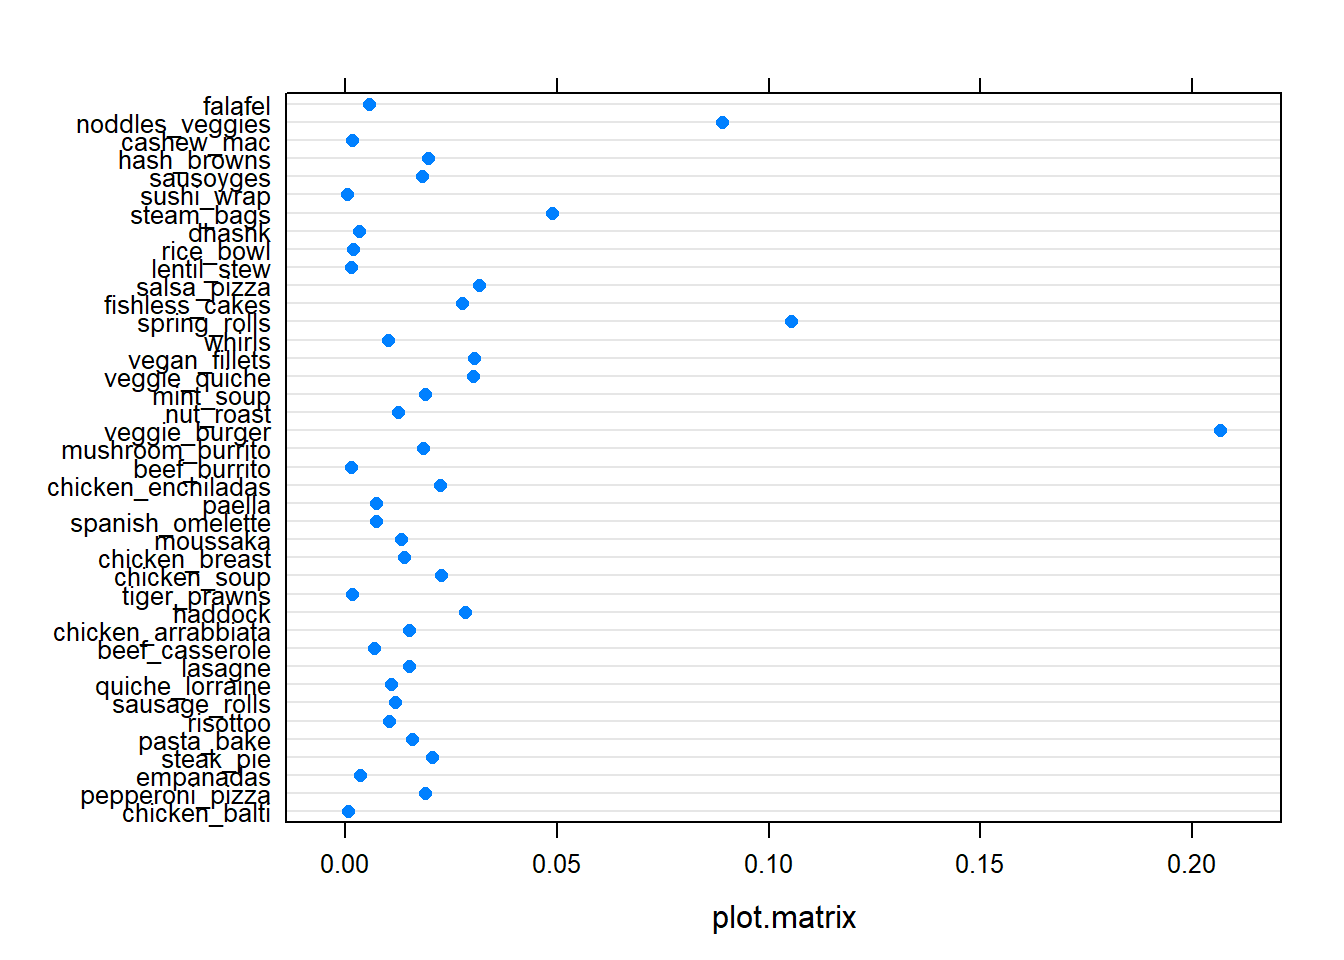 falafel
noddles_veggies
cashew_mac
hash_browns
sausoyges
sushi_wrap
steam_bags
dhashk
rice_bowl
lentil_stew
salsa_pizza
fishless_cakes
spring_rolls
whirls
vegan_fillets
veggie_quiche
mint_soup
nut_roast
veggie_burger
mushroom_burrito
beef_burrito
chicken_enchiladas
paella
spanish_omelette
moussaka
chicken_breast
chicken_soup
tiger_prawns
haddock
chicken_arrabbiata
beef_casserole
lasagne
quiche_lorraine
sausage_rolls
risottoo
pasta_bake
steak_pie
empanadas
pepperoni_pizza
chicken_balti
0.00 0.05 0.10 0.15 0.20
plot.matrix